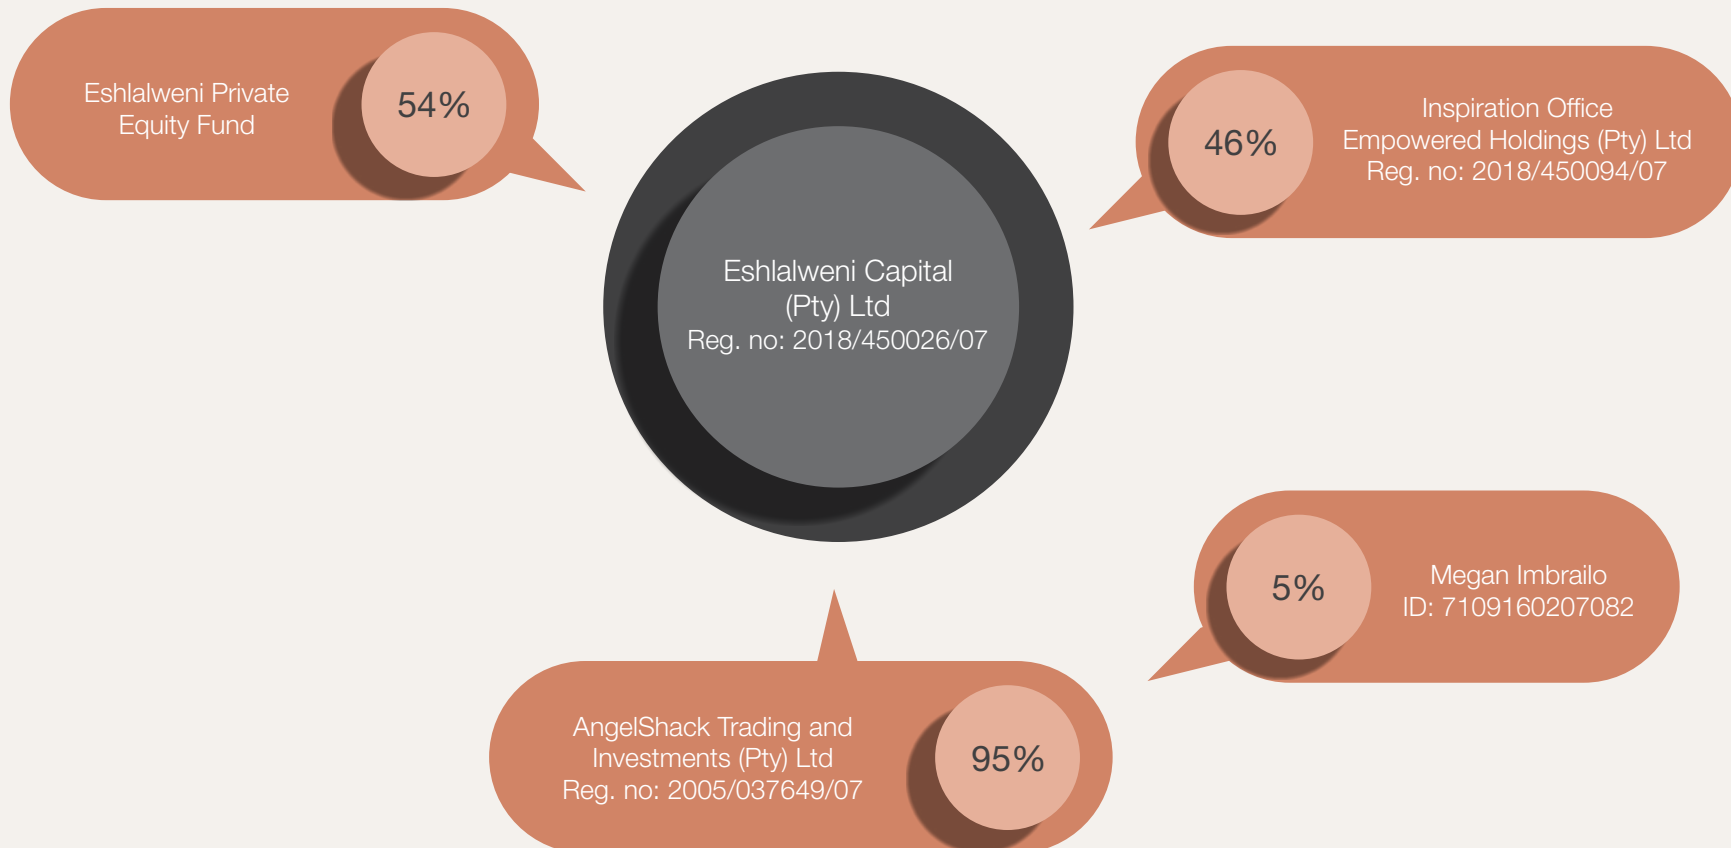 Eshlalweni Private
Equity Fund
54%
46%
Inspiration Office
Empowered Holdings (Pty) Ltd
Reg. no: 2018/450094/07
Eshlalweni Capital
(Pty) Ltd
Reg. no: 2018/450026/07
5%
Megan Imbrailo
ID: 7109160207082
AngelShack Trading and
Investments (Pty) Ltd
Reg. no: 2005/037649/07
95%